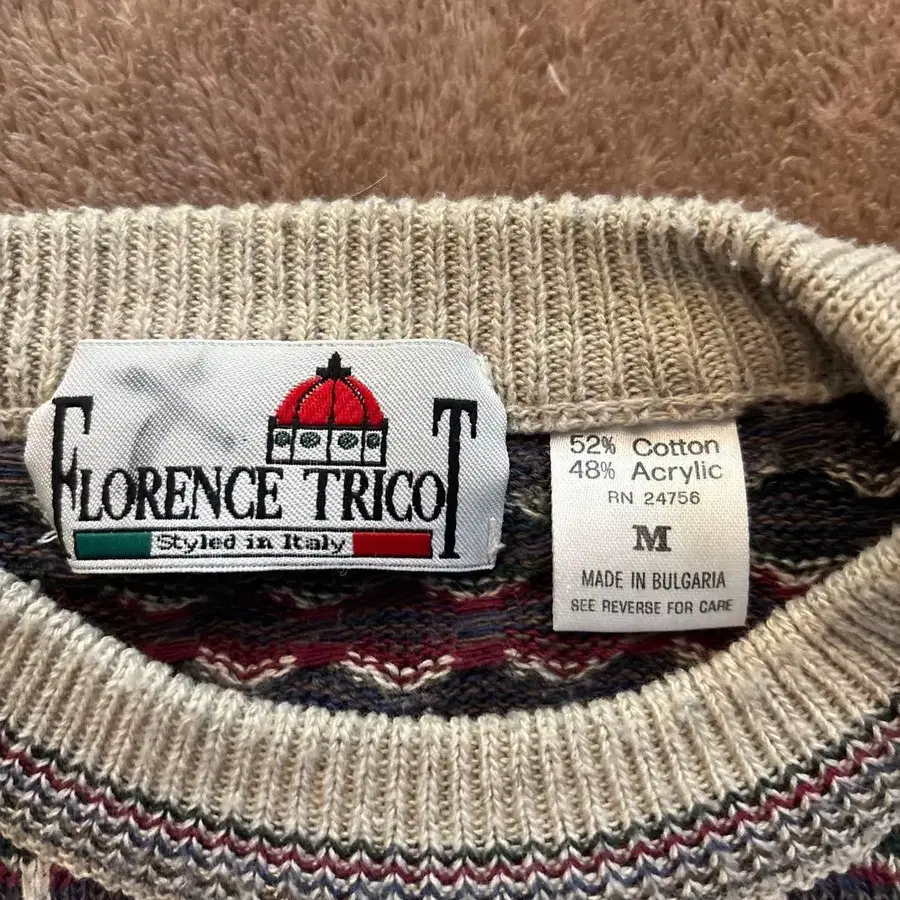 FLORENCE TRICOT
Styled in Italy
52% Cotton
48% Acrylic
RN 24756
M
MADE IN BULGARIA
SEE REVERSE FOR CARE